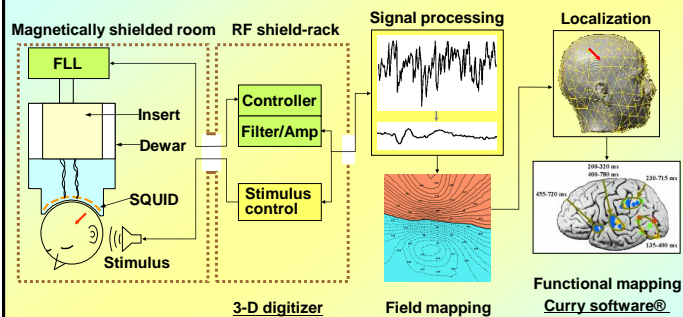 Magnetically shielded room
RF shield-rack
Signal processing
Localization
FLL
Insert
Dewar
SQUID
Stimulus
Controller
Filter/Amp
Stimulus
control
200-320 ms
400-780 ms
230-715 ms
455-720 ms
135-400 ms
3-D digitizer
Field mapping
Functional mapping
Curry software®